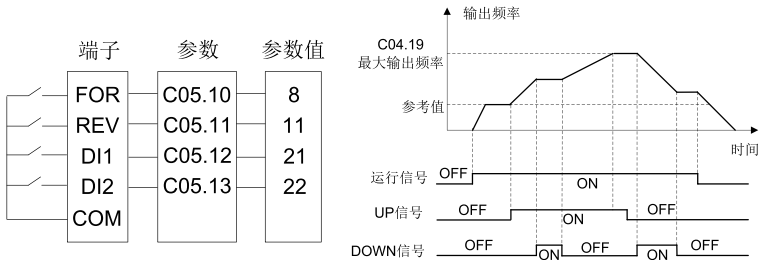 端子 参数 参数值
FOR C05.10 8
REV C05.11 11
DI1 C05.12 21
DI2 C05.13 22
COM
输出频率
C04.19
最大输出频率
参考值
时间
运行信号 OFF ON
UP信号 OFF ON OFF
DOWN信号 OFF ON OFF ON OFF